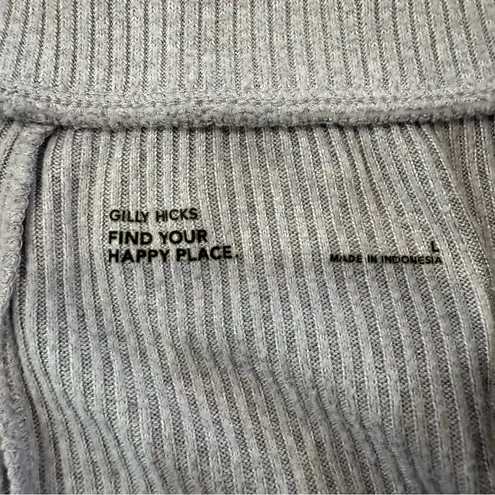 GILLY HICKS
FIND YOUR
HAPPY PLACE.
L
MADE IN INDONESIA